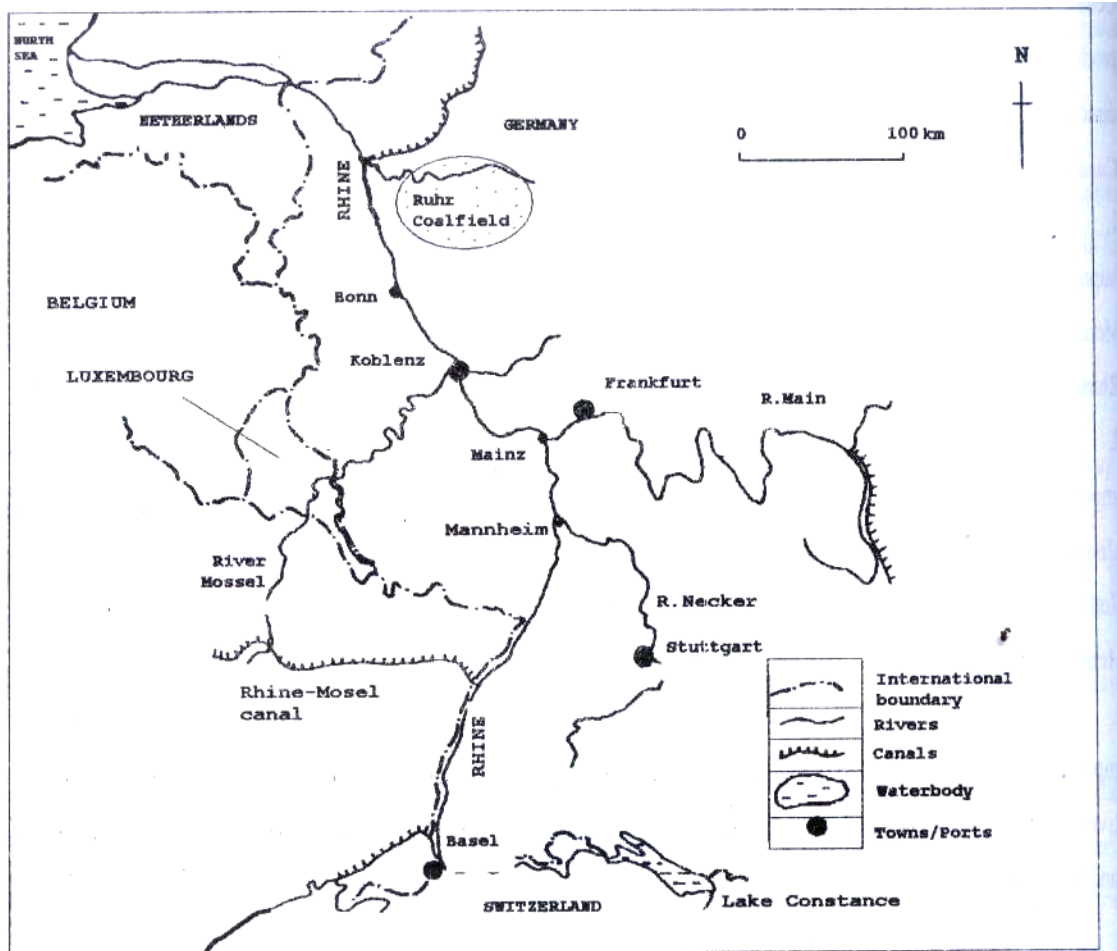 NORTH
SEA
N
NETHERLANDS
GERMANY
0 100 km
RHINE
Ruhr
Coalfield
Bonn
BELGIUM
Koblenz
LUXEMBOURG
Frankfurt
R.Main
Mainz
Mannheim
River
Mossel
R.Necker
Stuttgart
Rhine-Mosel
canal
RHINE
International
boundary
Rivers
Canals
Waterbody
Towns/Ports
Basel
SWITZERLAND
Lake Constance